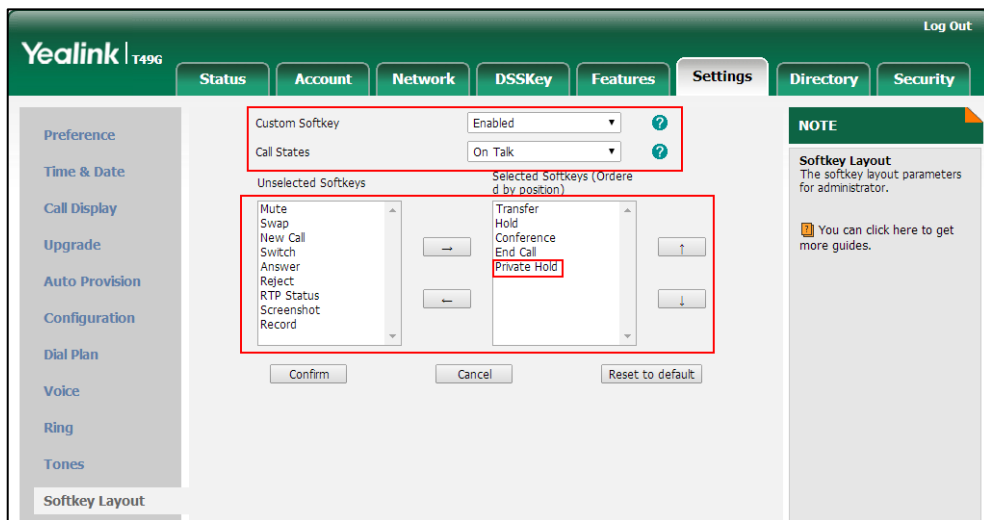 Log Out
Yealink T49G
Status Account Network DSSKey Features Settings Directory Security
Preference
Time & Date
Call Display
Upgrade
Auto Provision
Configuration
Dial Plan
Voice
Ring
Tones
Softkey Layout
Custom Softkey Enabled ?
Call States On Talk ?
Unselected Softkeys
Mute
Swap
New Call
Switch
Answer
Reject
RTP Status
Screenshot
Record
→
←
Selected Softkeys (Ordere
d by position)
Transfer
Hold
Conference
End Call
Private Hold
↑
↓
Confirm Cancel Reset to default
NOTE
Softkey Layout
The softkey layout parameters
for administrator.
? You can click here to get
more guides.